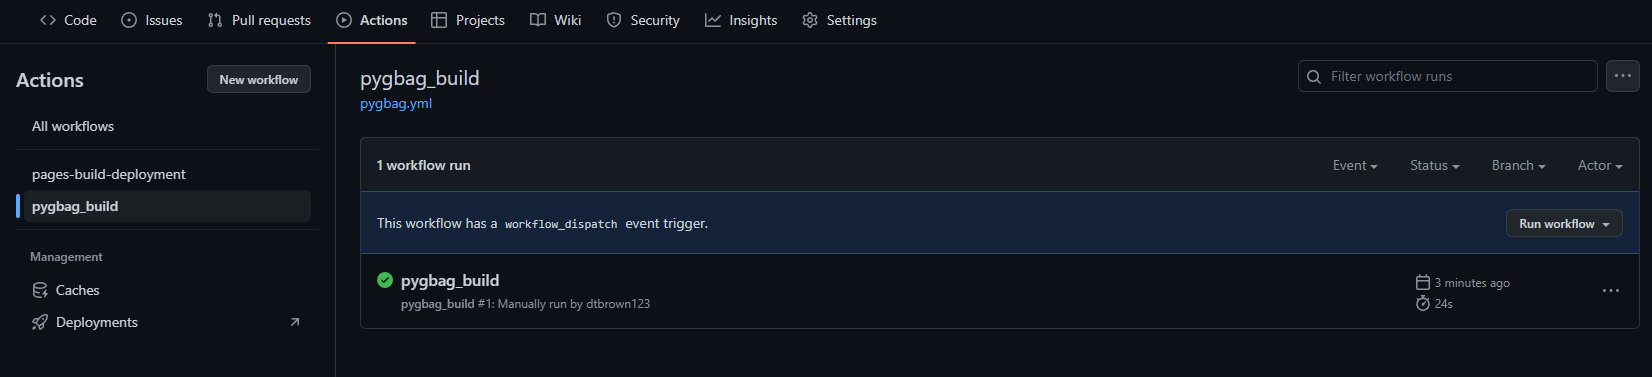 Code Issues Pull requests Actions Projects Wiki Security Insights Settings
Actions
New workflow
All workflows
pages-build-deployment
pygbag_build
Management
Caches
Deployments
pygbag_build
pygbag.yml
Filter workflow runs
1 workflow run
Event Status Branch Actor
This workflow has a workflow_dispatch event trigger.
Run workflow
pygbag_build
pygbag_build #1: Manually run by dtbrown123
3 minutes ago
24s